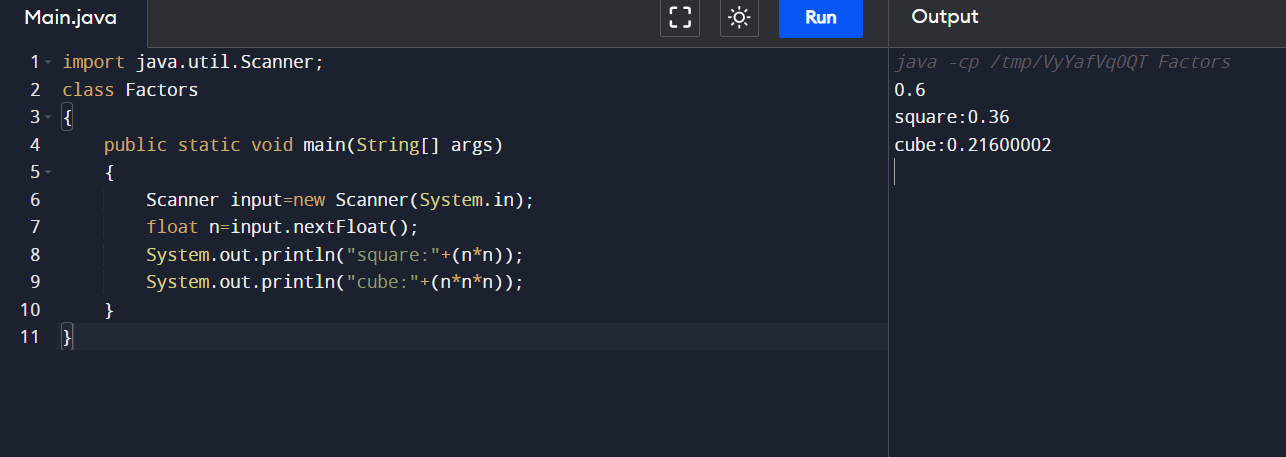 Main.java
Run
Output
1 import java.util.Scanner;
2 class Factors
3 {
4     public static void main(String[] args)
5     {
6         Scanner input=new Scanner(System.in);
7         float n=input.nextFloat();
8         System.out.println("square:"+(n*n));
9         System.out.println("cube:"+(n*n*n));
10     }
11 }
java -cp /tmp/VyYafVqOQT Factors
0.6
square:0.36
cube:0.21600002